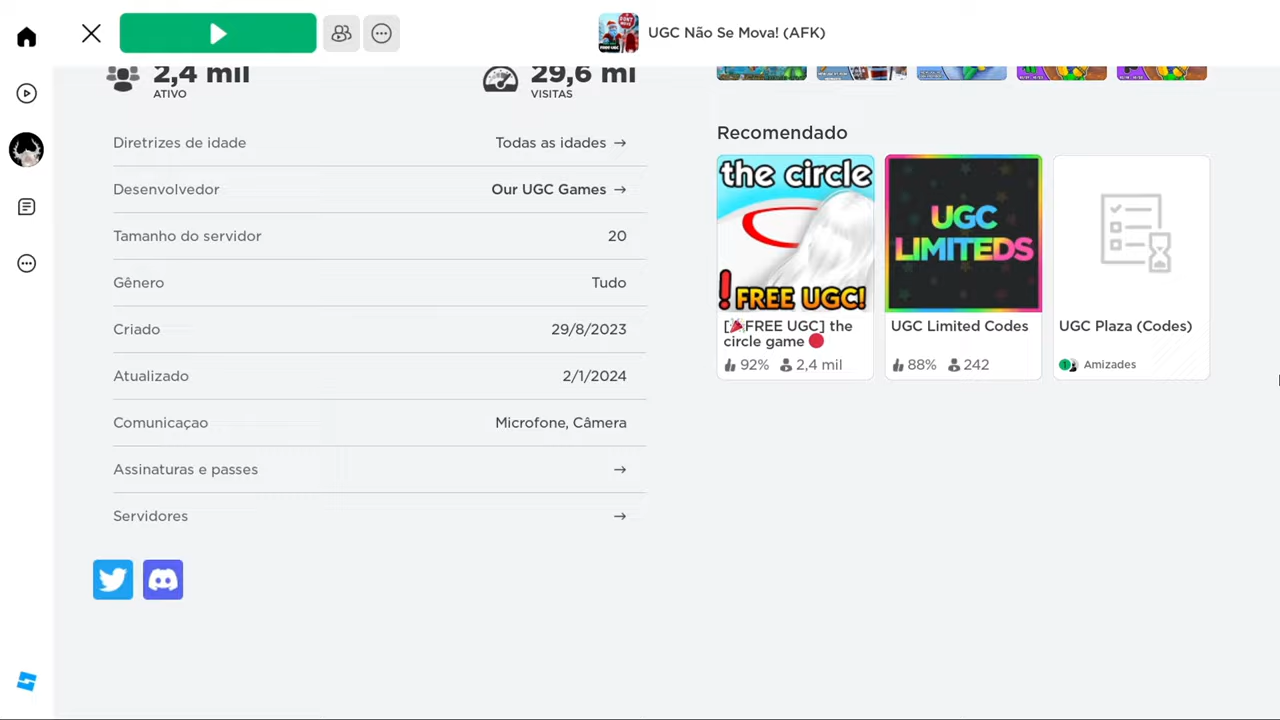 UGC Não Se Mova! (AFK)
2,4 mil
ATIVO
29,6 mi
VISITAS
Diretrizes de idade
Todas as idades →
Desenvolvedor
Our UGC Games →
Tamanho do servidor
20
Gênero
Tudo
Criado
29/8/2023
Atualizado
2/1/2024
Comunicaçao
Microfone, Câmera
Assinaturas e passes
→
Servidores
→
Recomendado
the circle
! FREE UGC!
[🎉FREE UGC] the
circle game 🔴
92% 2,4 mil
UGC
LIMITEDS
UGC Limited Codes
88% 242
UGC Plaza (Codes)
Amizades